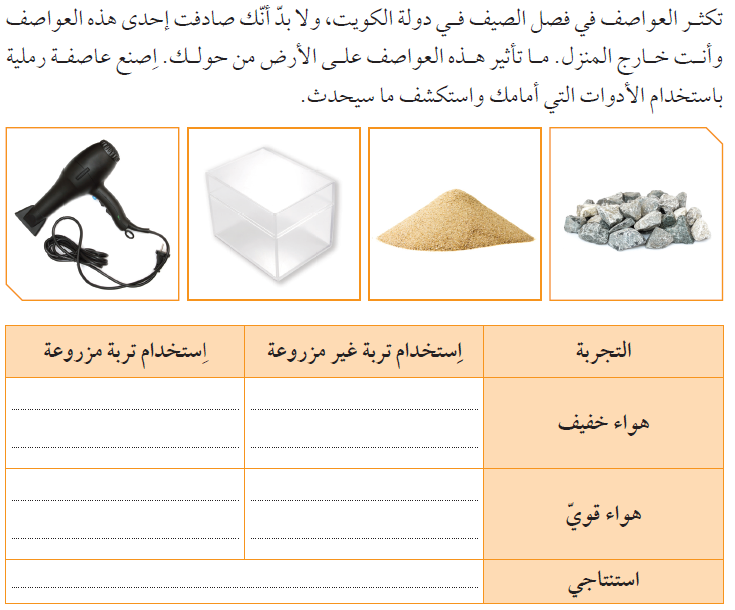 تكثر العواصف في فصل الصيف في دولة الكويت، ولا بدّ أنّك صادفت إحدى هذه العواصف
وأنت خارج المنزل. ما تأثير هذه العواصف على الأرض من حولك. اِصنع عاصفة رملية
باستخدام الأدوات التي أمامك واستكشف ما سيحدث.
التجربة
اِستخدام تربة غير مزروعة
اِستخدام تربة مزروعة
هواء خفيف
هواء قويّ
استنتاجي